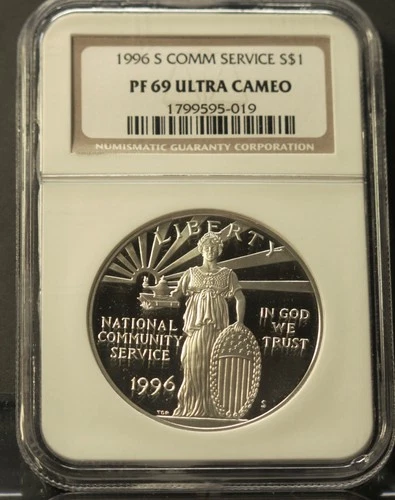 1996 S COMM SERVICE S$1
PF 69 ULTRA CAMEO
1799595-019
NUMISMATIC GUARANTY CORPORATION
LIBERTY
NATIONAL
COMMUNITY
SERVICE
1996
IN GOD
WE
TRUST
TDR
S